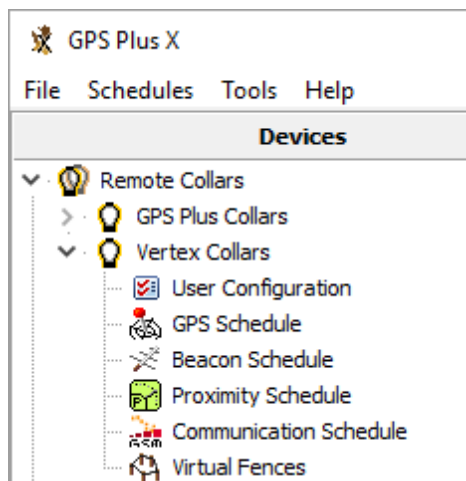 GPS Plus X
File Schedules Tools Help
Devices
Remote Collars
GPS Plus Collars
Vertex Collars
User Configuration
GPS Schedule
Beacon Schedule
Proximity Schedule
GSM Communication Schedule
Virtual Fences